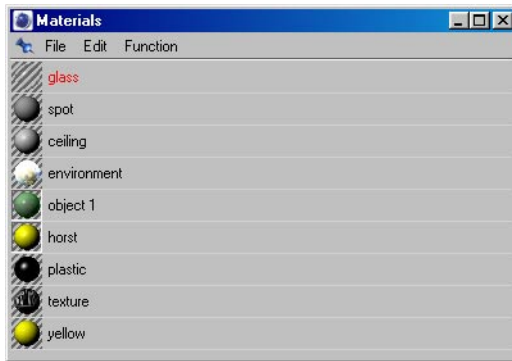 Materials
File Edit Function
glass
spot
ceiling
environment
object 1
horst
plastic
texture
yellow